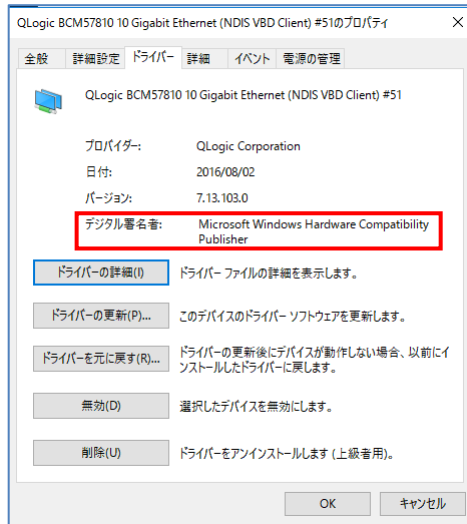 QLogic BCM57810 10 Gigabit Ethernet (NDIS VBD Client) #51のプロパティ
全般 詳細設定 ドライバー 詳細 イベント 電源の管理
QLogic BCM57810 10 Gigabit Ethernet (NDIS VBD Client) #51
プロバイダー: QLogic Corporation
日付: 2016/08/02
バージョン: 7.13.103.0
デジタル署名者: Microsoft Windows Hardware Compatibility
Publisher
ドライバーの詳細(I) ドライバー ファイルの詳細を表示します。
ドライバーの更新(P)... このデバイスのドライバー ソフトウェアを更新します。
ドライバーを元に戻す(R)... ドライバーの更新後にデバイスが動作しない場合、以前にイ
ンストールしたドライバーに戻します。
無効(D) 選択したデバイスを無効にします。
削除(U) ドライバーをアンインストールします (上級者用)。
OK キャンセル